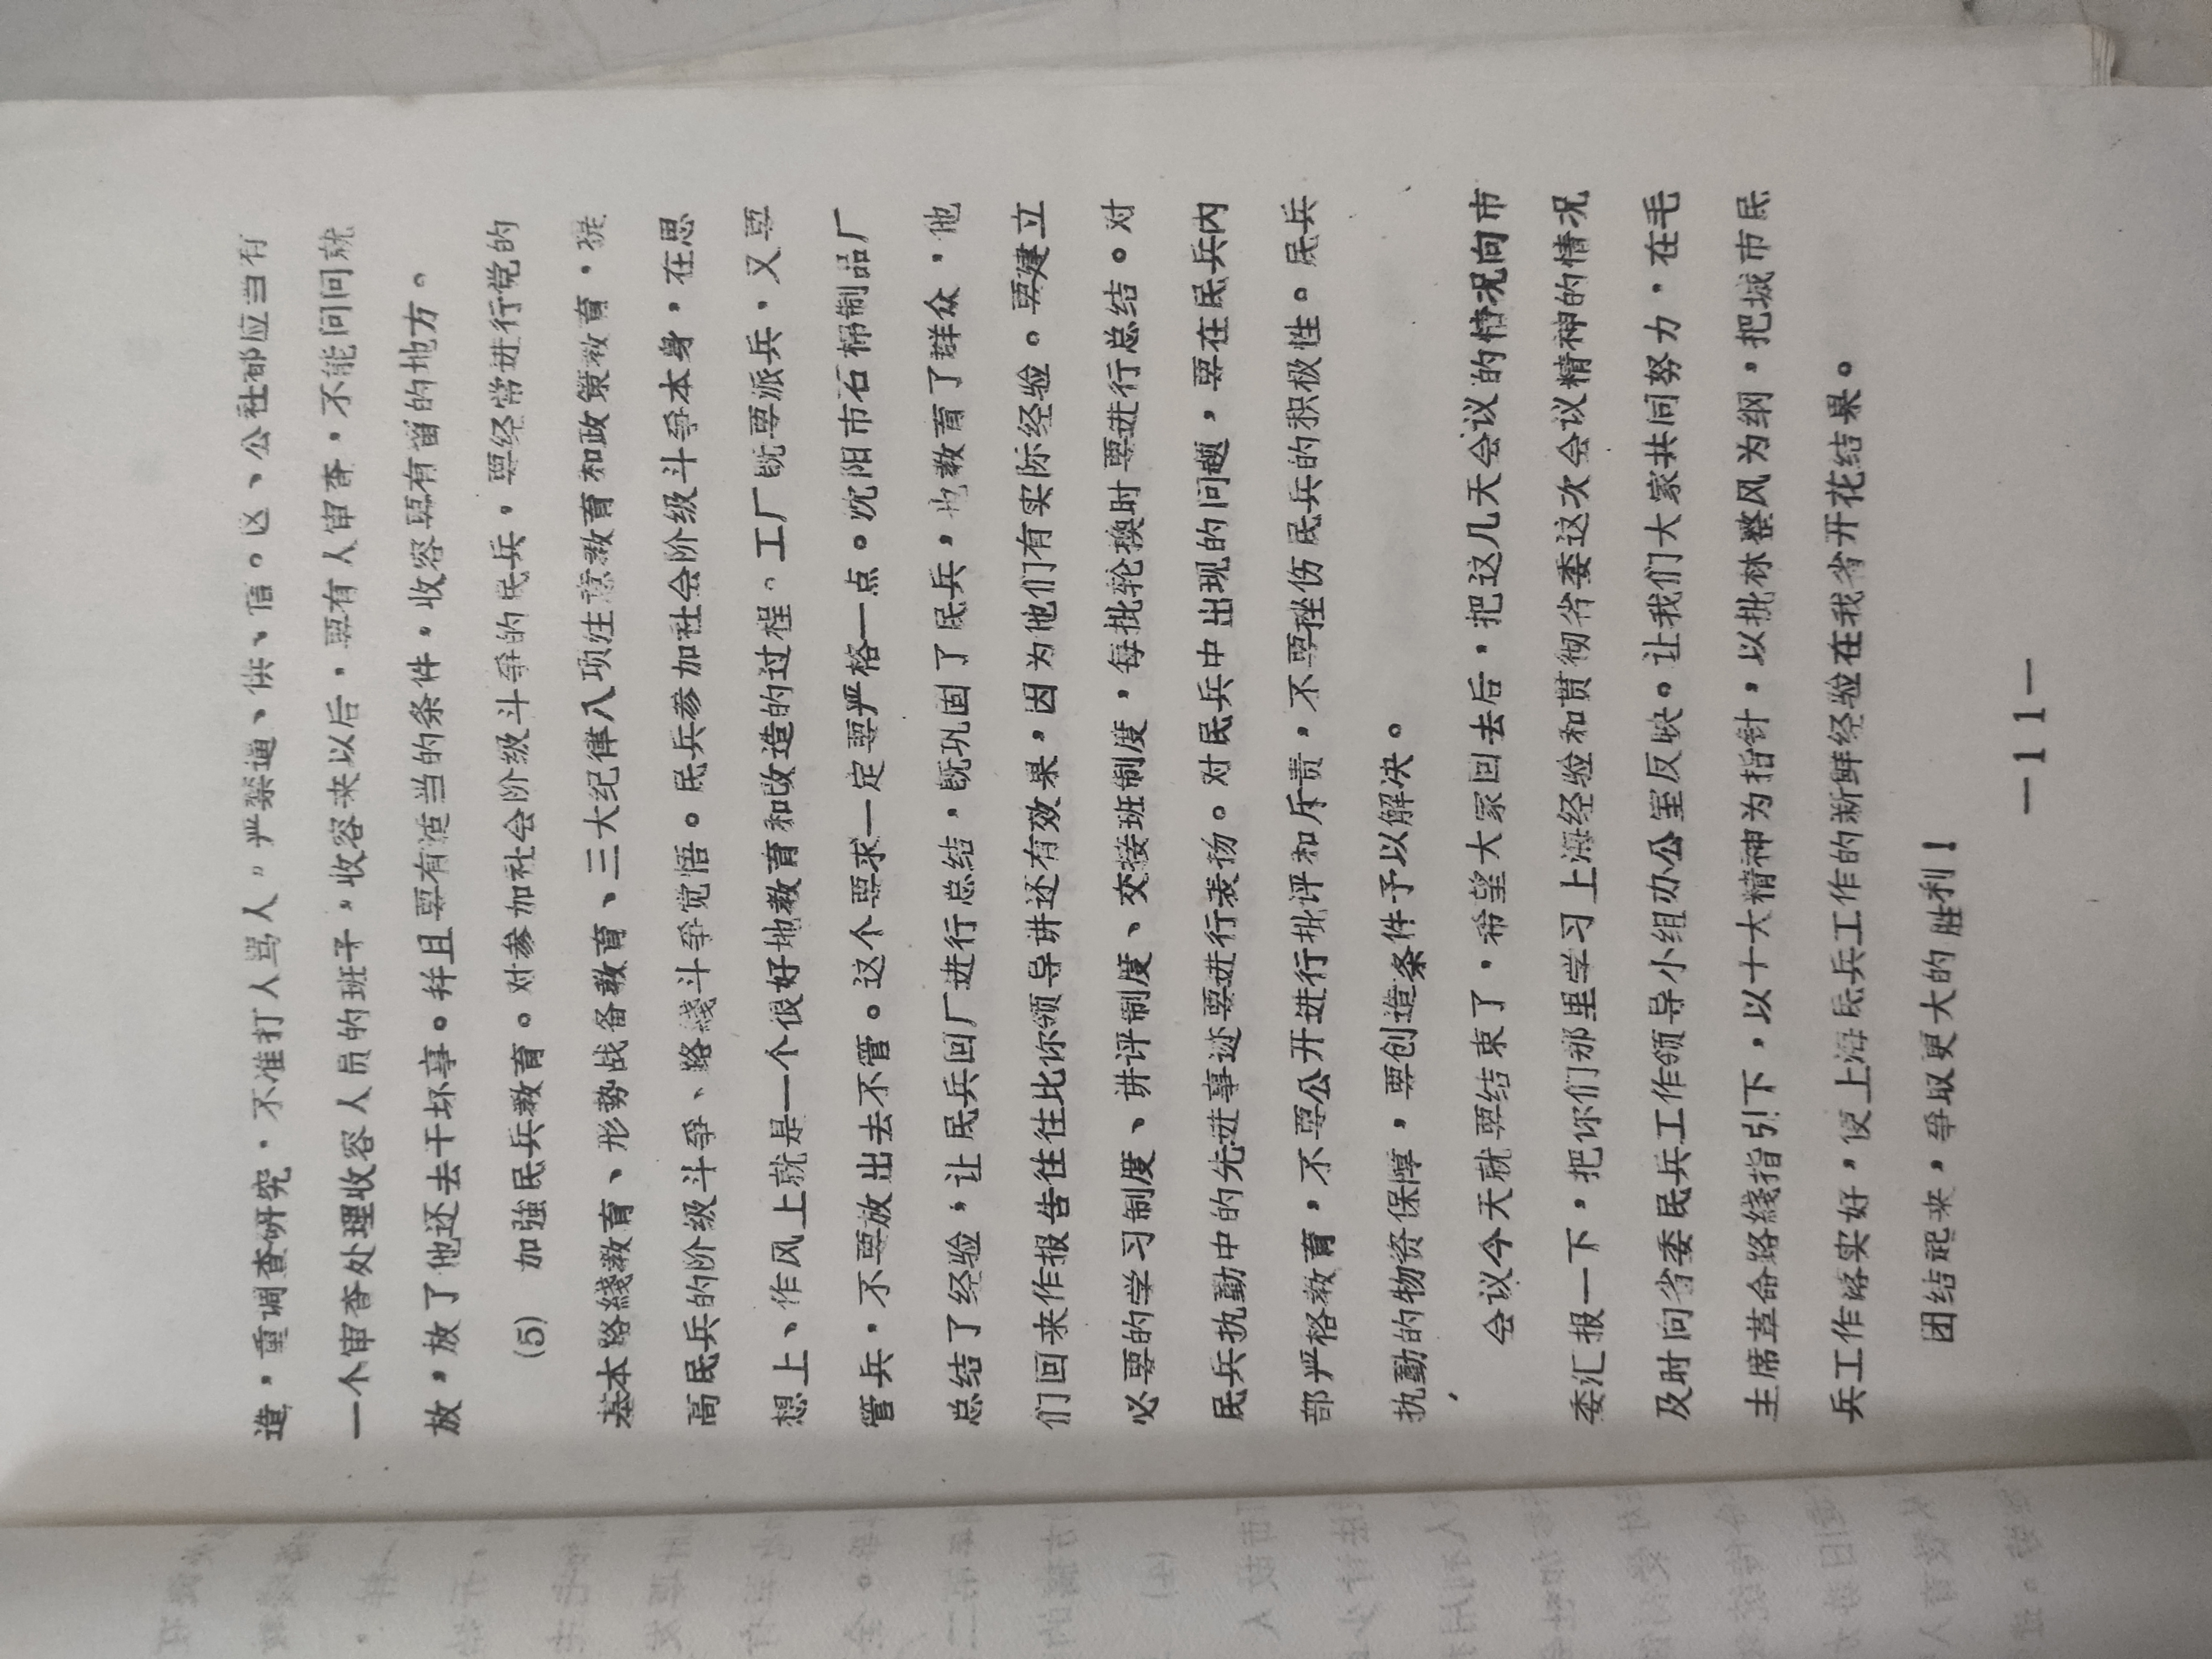 造，重调查研究，不准打人骂人。严禁逼、供、信。区、公社都应当有
一个审查处理收容人员的班子。收容来以后，要有人审查，不能问问就
放，放了他还去干坏事。并且要有适当的条件，收容要有留的地方。
(5) 加強民兵教育。对参加社会阶级斗爭的民兵，要经常进行党的
基本路綫教育、形势战备教育、三大纪律八项注意教育和政策教育，提
高民兵的阶级斗爭、路綫斗爭觉悟。民兵参加社会阶级斗爭本身，在思
想上、作风上就是一个很好地教育和改造的过程。工厂既要派兵，又要
管兵，不要放出去不管。这个要求一定要严格一点。沈阳市石棉制品厂
总结了经验，让民兵回厂进行总结，既巩固了民兵，也教育了群众，他
们回来作报告往往比你领导讲还有效果，因为他们有实际经验。要建立
必要的学习制度、讲评制度、交接班制度，每批轮换时要进行总结。对
民兵执勤中的先进事迹要进行表扬。对民兵中出现的问题，要在民兵内
部严格教育，不要公开进行批评和斥责，不要挫伤民兵的积极性。民兵
执勤的物资保障，要创造条件予以解决。
会议今天就要结束了，希望大家回去后，把这几天会议的情况向市
委汇报一下，把你们那里学习上海经验和贯彻省委这次会议精神的情况
及时向省委民兵工作领导小组办公室反映。让我们大家共同努力，在毛
主席革命路綫指引下，以十大精神为指针，以批林整风为纲，把城市民
兵工作落实好，使上海民兵工作的新鲜经验在我省开花结果。
团结起来，爭取更大的胜利！
—11—